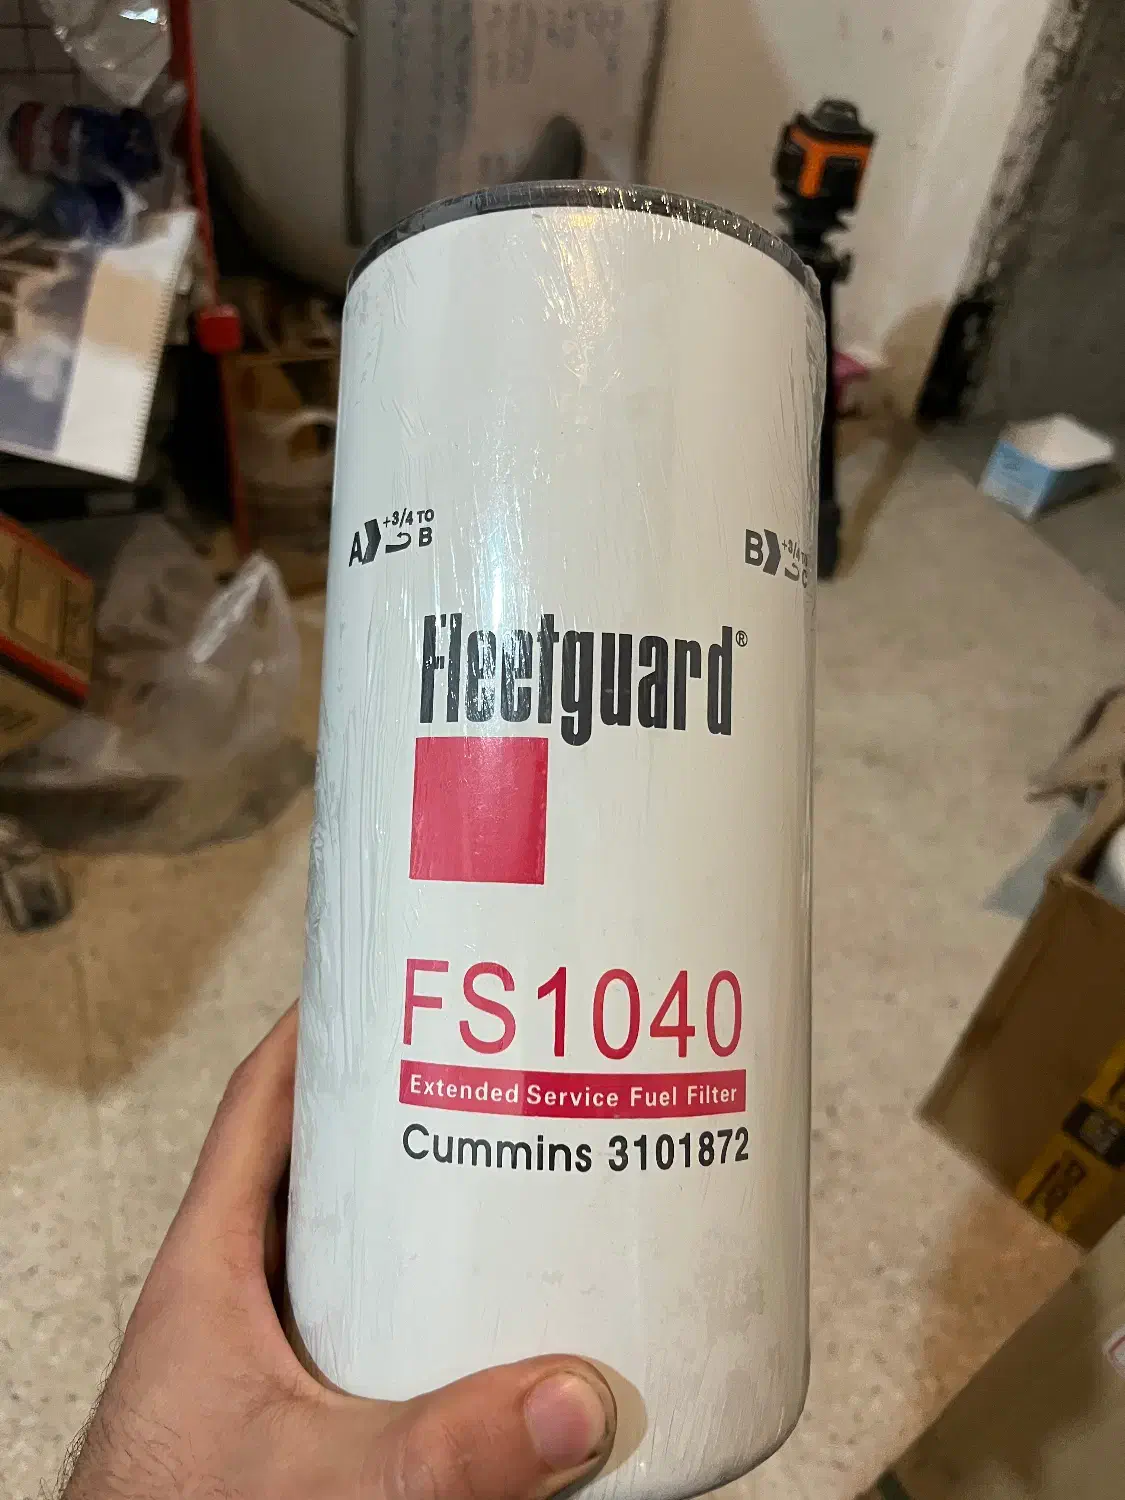 A +3/4 TO B
B +3/4 TO C
Fleetguard®
FS1040
Extended Service Fuel Filter
Cummins 3101872